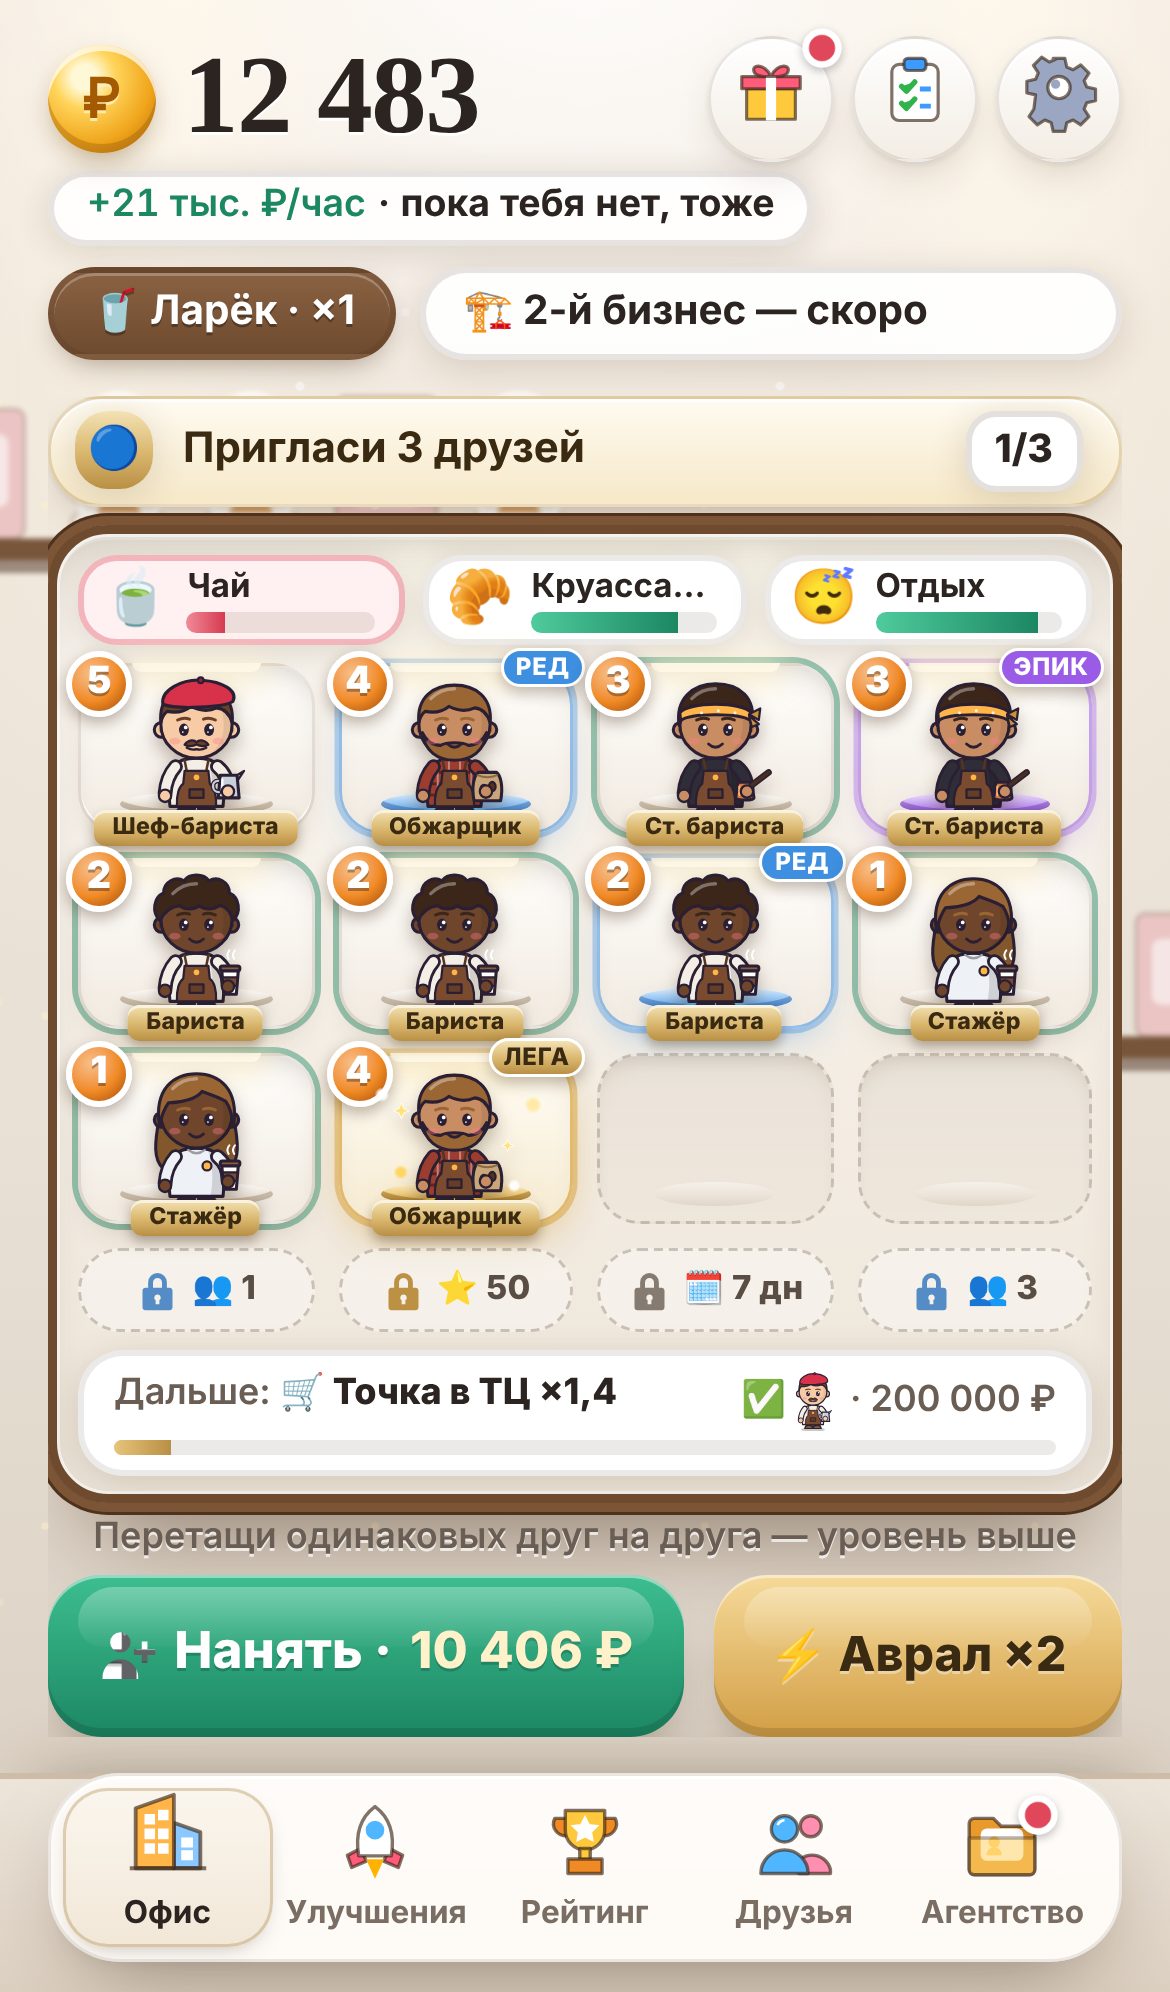 ₽ 12 483
+21 тыс. ₽/час · пока тебя нет, тоже
Ларёк · ×1
2-й бизнес — скоро
Пригласи 3 друзей
1/3
Чай
Круасса...
Отдых
5
4
РЕД
3
3
ЭПИК
Шеф-бариста
Обжарщик
Ст. бариста
Ст. бариста
2
2
2
РЕД
1
Бариста
Бариста
Бариста
Стажёр
1
4
ЛЕГА
Стажёр
Обжарщик
1
50
7 дн
3
Дальше: Точка в ТЦ ×1,4
· 200 000 ₽
Перетащи одинаковых друг на друга — уровень выше
Нанять · 10 406 ₽
Аврал ×2
Офис
Улучшения
Рейтинг
Друзья
Агентство